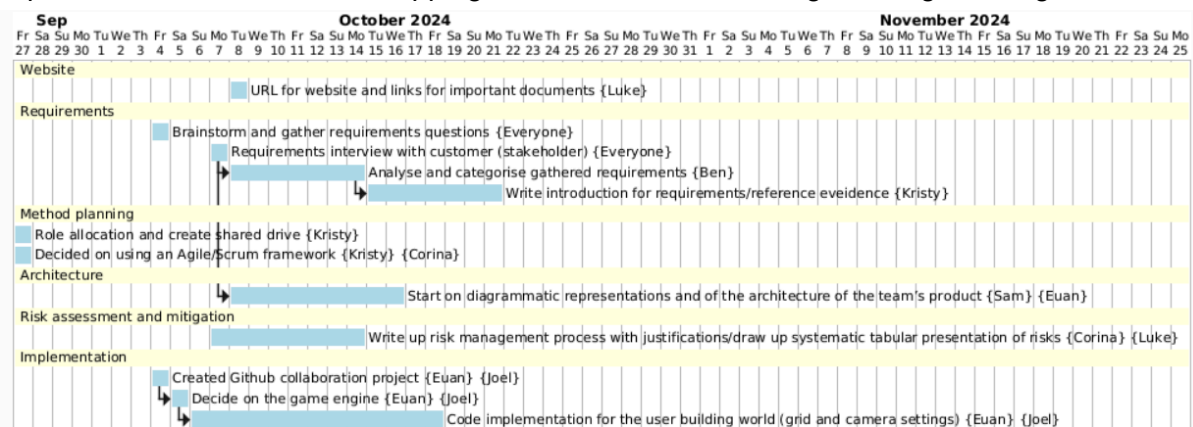 Sep October 2024 November 2024
Fr Sa Su Mo Tu We Th Fr Sa Su Mo Tu We Th Fr Sa Su Mo Tu We Th Fr Sa Su Mo Tu We Th Fr Sa Su Mo Tu We Th Fr Sa Su Mo Tu We Th Fr Sa Su Mo Tu We Th Fr Sa Su Mo Tu We Th Fr Sa Su Mo
27 28 29 30 1 2 3 4 5 6 7 8 9 10 11 12 13 14 15 16 17 18 19 20 21 22 23 24 25 26 27 28 29 30 31 1 2 3 4 5 6 7 8 9 10 11 12 13 14 15 16 17 18 19 20 21 22 23 24 25
Website
URL for website and links for important documents {Luke}
Requirements
Brainstorm and gather requirements questions {Everyone}
Requirements interview with customer (stakeholder) {Everyone}
Analyse and categorise gathered requirements {Ben}
Write introduction for requirements/reference eveidence {Kristy}
Method planning
Role allocation and create shared drive {Kristy}
Decided on using an Agile/Scrum framework {Kristy} {Corina}
Architecture
Start on diagrammatic representations and of the architecture of the team's product {Sam} {Euan}
Risk assessment and mitigation
Write up risk management process with justifications/draw up systematic tabular presentation of risks {Corina} {Luke}
Implementation
Created Github collaboration project {Euan} {Joel}
Decide on the game engine {Euan} {Joel}
Code implementation for the user building world (grid and camera settings) {Euan} {Joel}